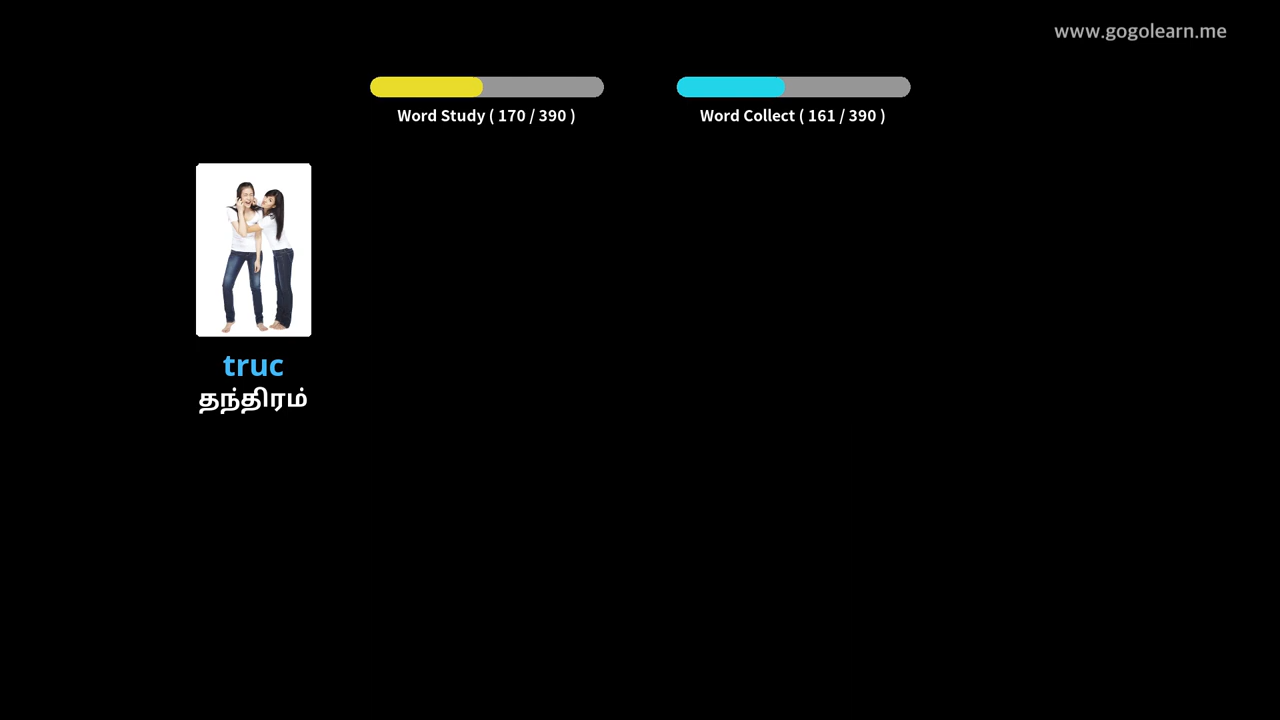 www.gogolearn.me
Word Study ( 170 / 390 )
Word Collect ( 161 / 390 )
truc
தந்திரம்